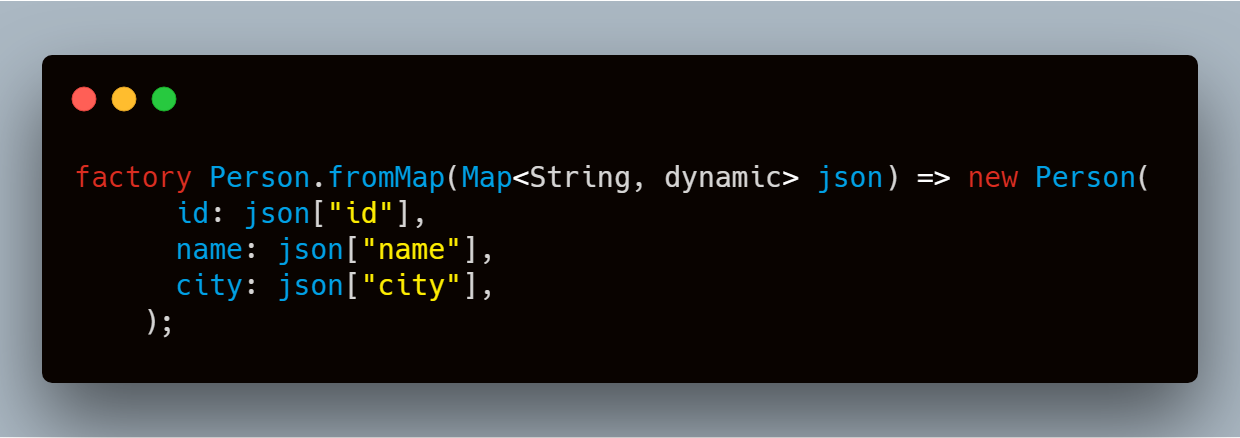 factory Person.fromMap(Map<String, dynamic> json) => new Person(
      id: json["id"],
      name: json["name"],
      city: json["city"],
    );